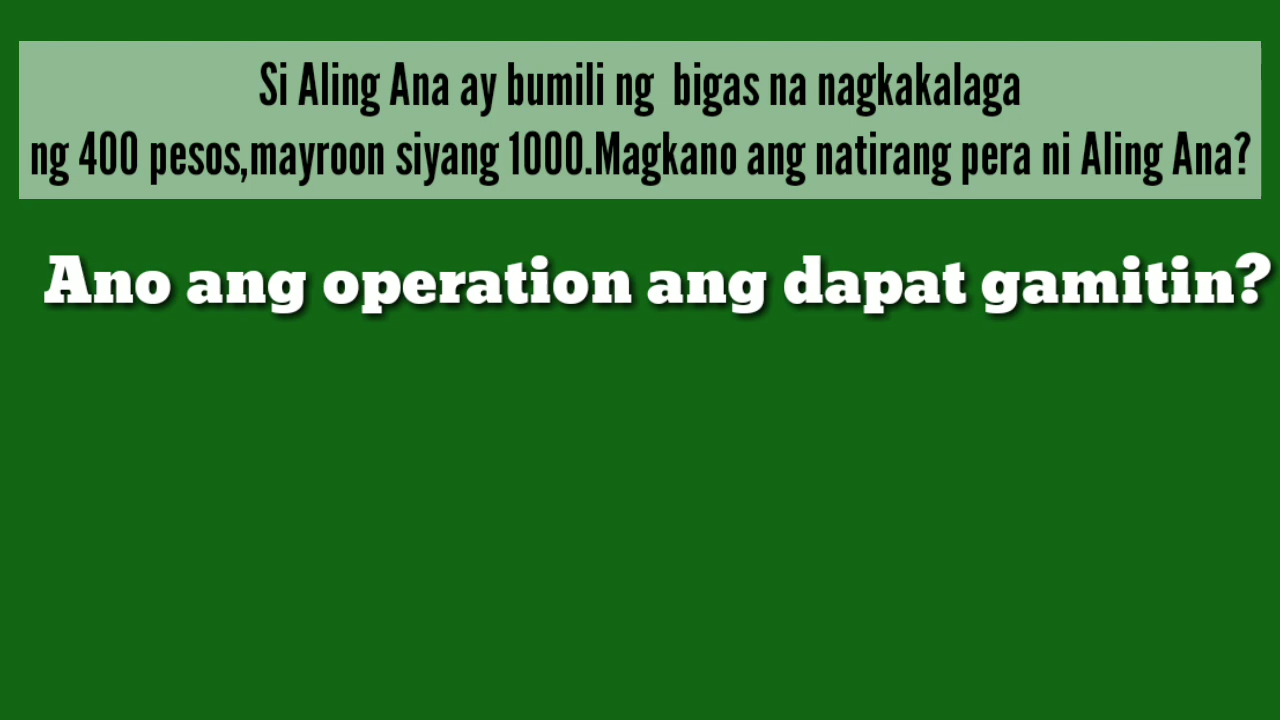 Si Aling Ana ay bumili ng  bigas na nagkakalaga
ng 400 pesos,mayroon siyang 1000.Magkano ang natirang pera ni Aling Ana?
Ano ang operation ang dapat gamitin?